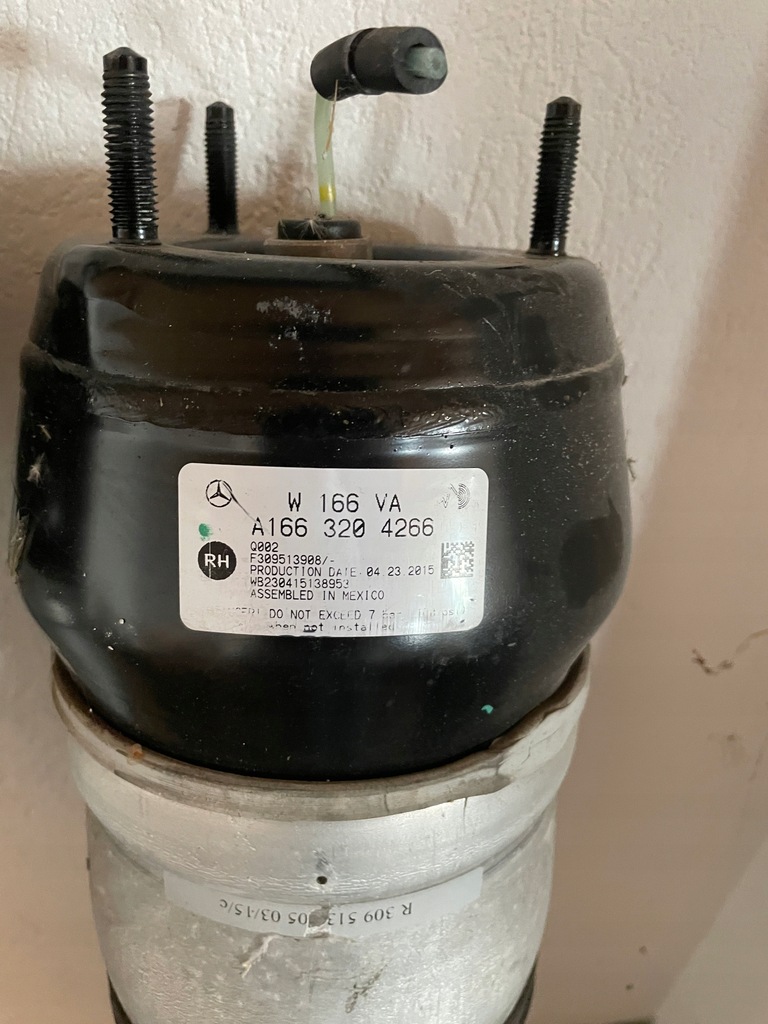 W 166 VA
A166 320 4266
Q002
RH
F309513908/-
PRODUCTION DATE 04.23.2015
WB230415138953
ASSEMBLED IN MEXICO
DO NOT EXCEED 7
when not installed
R 309 513 05 03/15/c